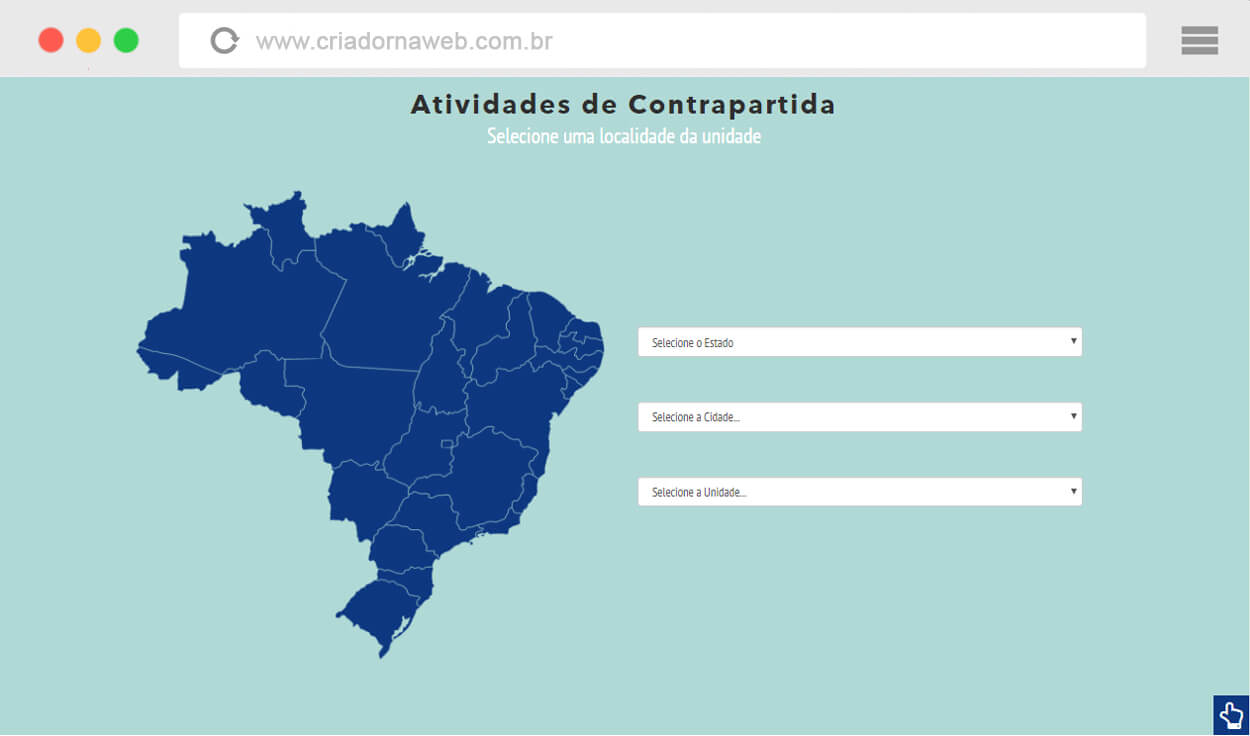 www.criadornaweb.com.br
Atividades de Contrapartida
Selecione uma localidade da unidade
Selecione o Estado
Selecione a Cidade...
Selecione a Unidade...